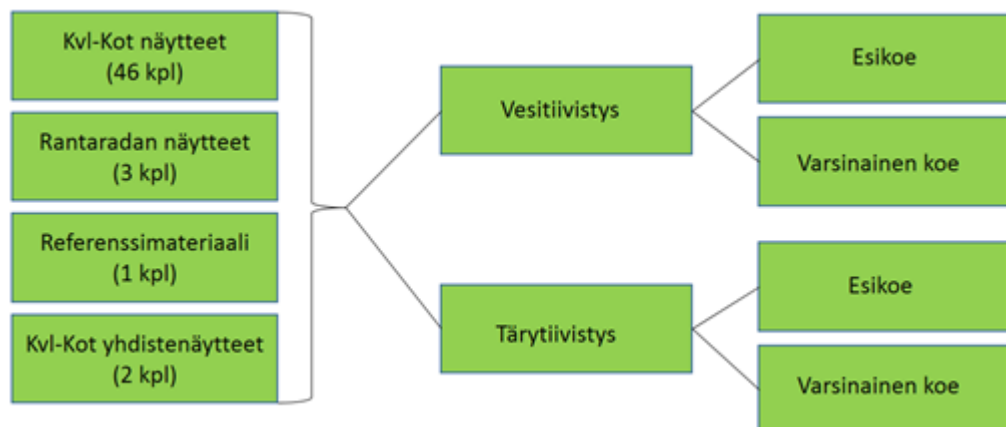 Kvl-Kot näytteet
(46 kpl)
Rantaradan näytteet
(3 kpl)
Referenssimateriaali
(1 kpl)
Kvl-Kot yhdistenäytteet
(2 kpl)
Vesitiivistys
Tärytiivistys
Esikoe
Varsinainen koe
Esikoe
Varsinainen koe